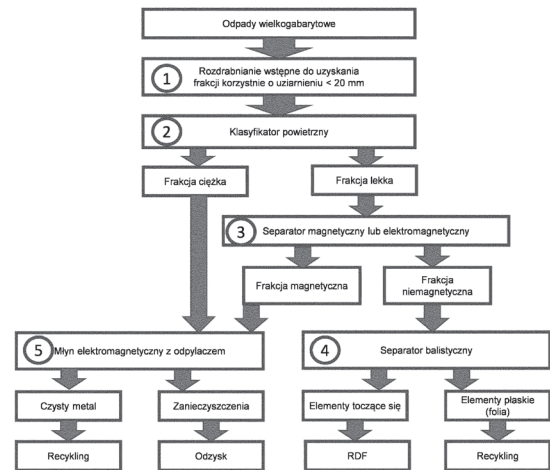 Odpady wielkogabarytowe
1
Rozdrabnianie wstępne do uzyskania
frakcji korzystnie o uziarnieniu < 20 mm
2
Klasyfikator powietrzny
Frakcja ciężka
Frakcja lekka
3
Separator magnetyczny lub elektromagnetyczny
Frakcja magnetyczna
Frakcja
niemagnetyczna
5
Młyn elektromagnetyczny z odpylaczem
4
Separator balistyczny
Czysty metal
Zanieczyszczenia
Elementy toczące się
Elementy płaskie
(folia)
Recykling
Odzysk
RDF
Recykling